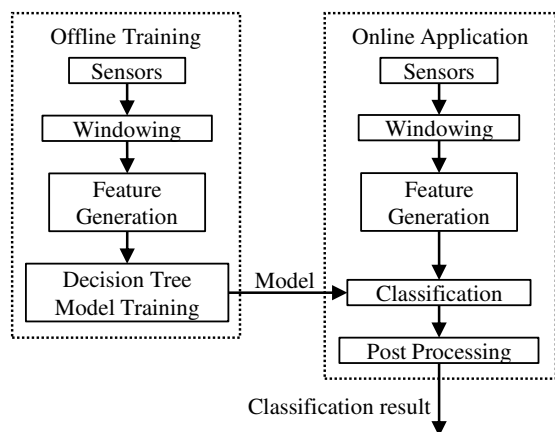 Offline Training
Sensors
Windowing
Feature
Generation
Decision Tree
Model Training
Model
Online Application
Sensors
Windowing
Feature
Generation
Classification
Post Processing
Classification result